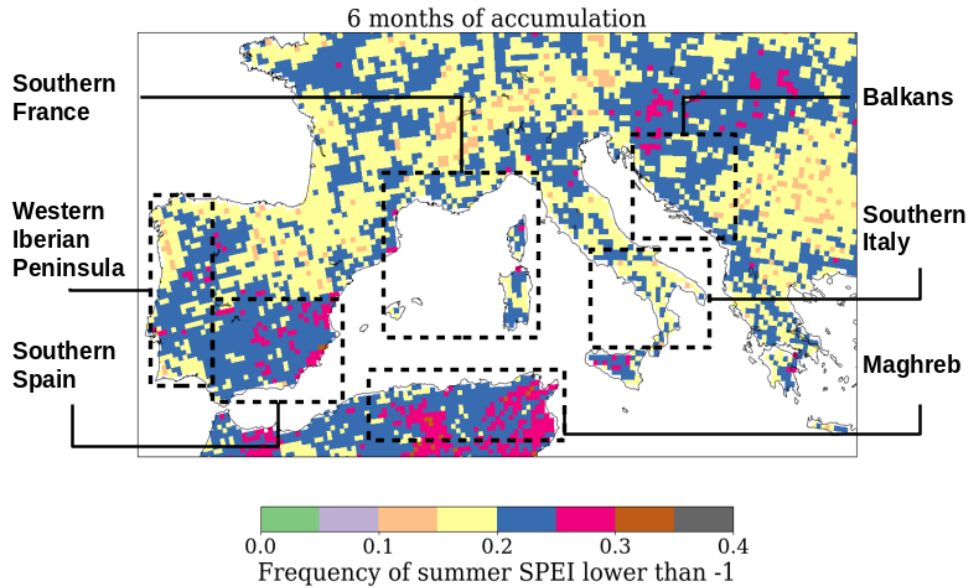 6 months of accumulation
Southern
France
Balkans
Western
Iberian
Peninsula
Southern
Italy
Southern
Spain
Maghreb
0.0 0.1 0.2 0.3 0.4
Frequency of summer SPEI lower than -1